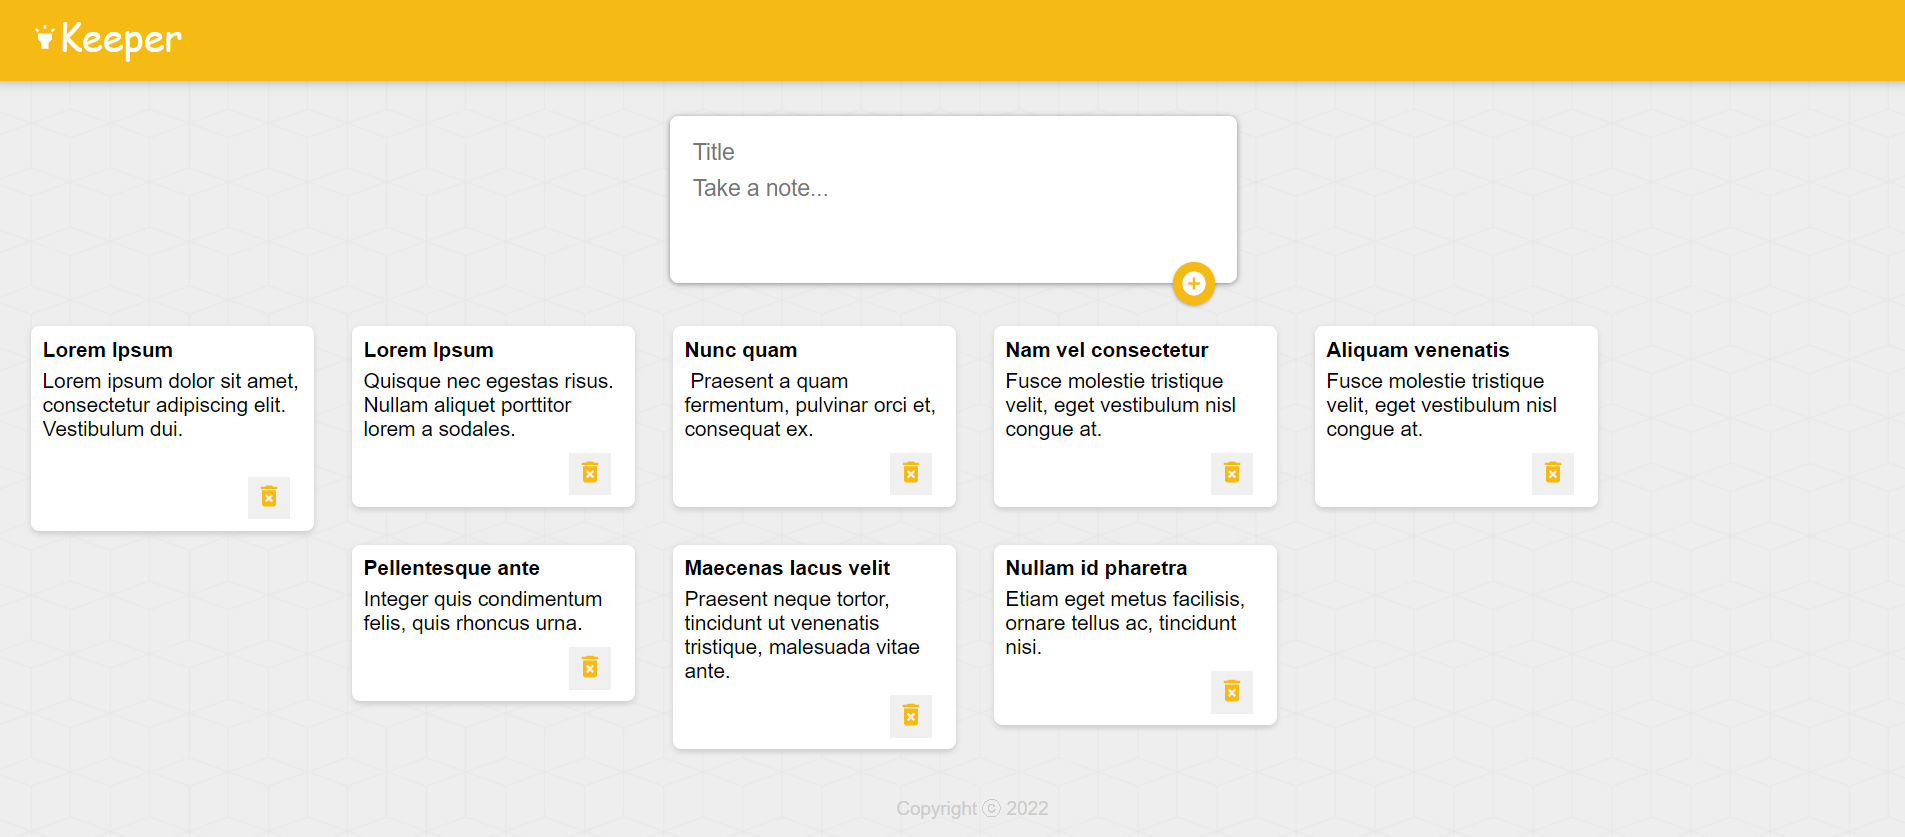 Keeper
Title
Take a note...
Lorem Ipsum
Lorem ipsum dolor sit amet,
consectetur adipiscing elit.
Vestibulum dui.
Lorem Ipsum
Quisque nec egestas risus.
Nullam aliquet porttitor
lorem a sodales.
Nunc quam
Praesent a quam
fermentum, pulvinar orci et,
consequat ex.
Nam vel consectetur
Fusce molestie tristique
velit, eget vestibulum nisl
congue at.
Aliquam venenatis
Fusce molestie tristique
velit, eget vestibulum nisl
congue at.
Pellentesque ante
Integer quis condimentum
felis, quis rhoncus urna.
Maecenas lacus velit
Praesent neque tortor,
tincidunt ut venenatis
tristique, malesuada vitae
ante.
Nullam id pharetra
Etiam eget metus facilisis,
ornare tellus ac, tincidunt
nisi.
Copyright ⓒ 2022